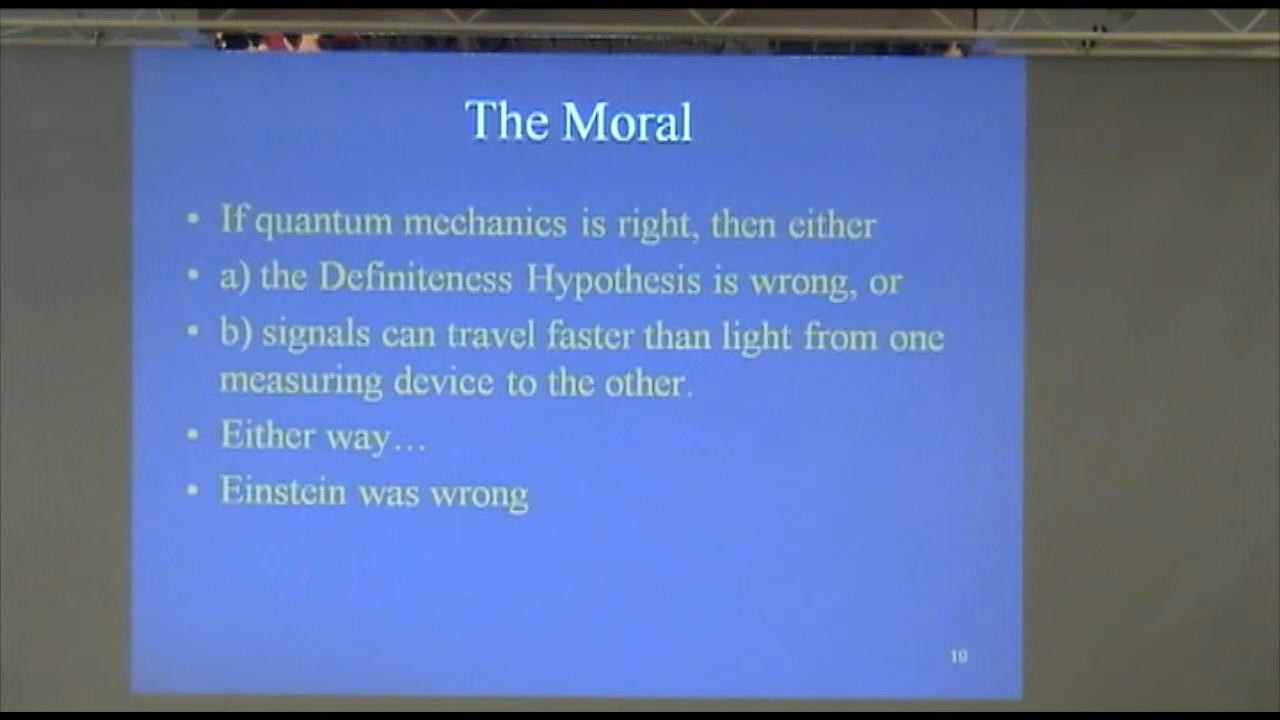 The Moral
• If quantum mechanics is right, then either
• a) the Definiteness Hypothesis is wrong, or
• b) signals can travel faster than light from one
measuring device to the other.
• Either way…
• Einstein was wrong
19